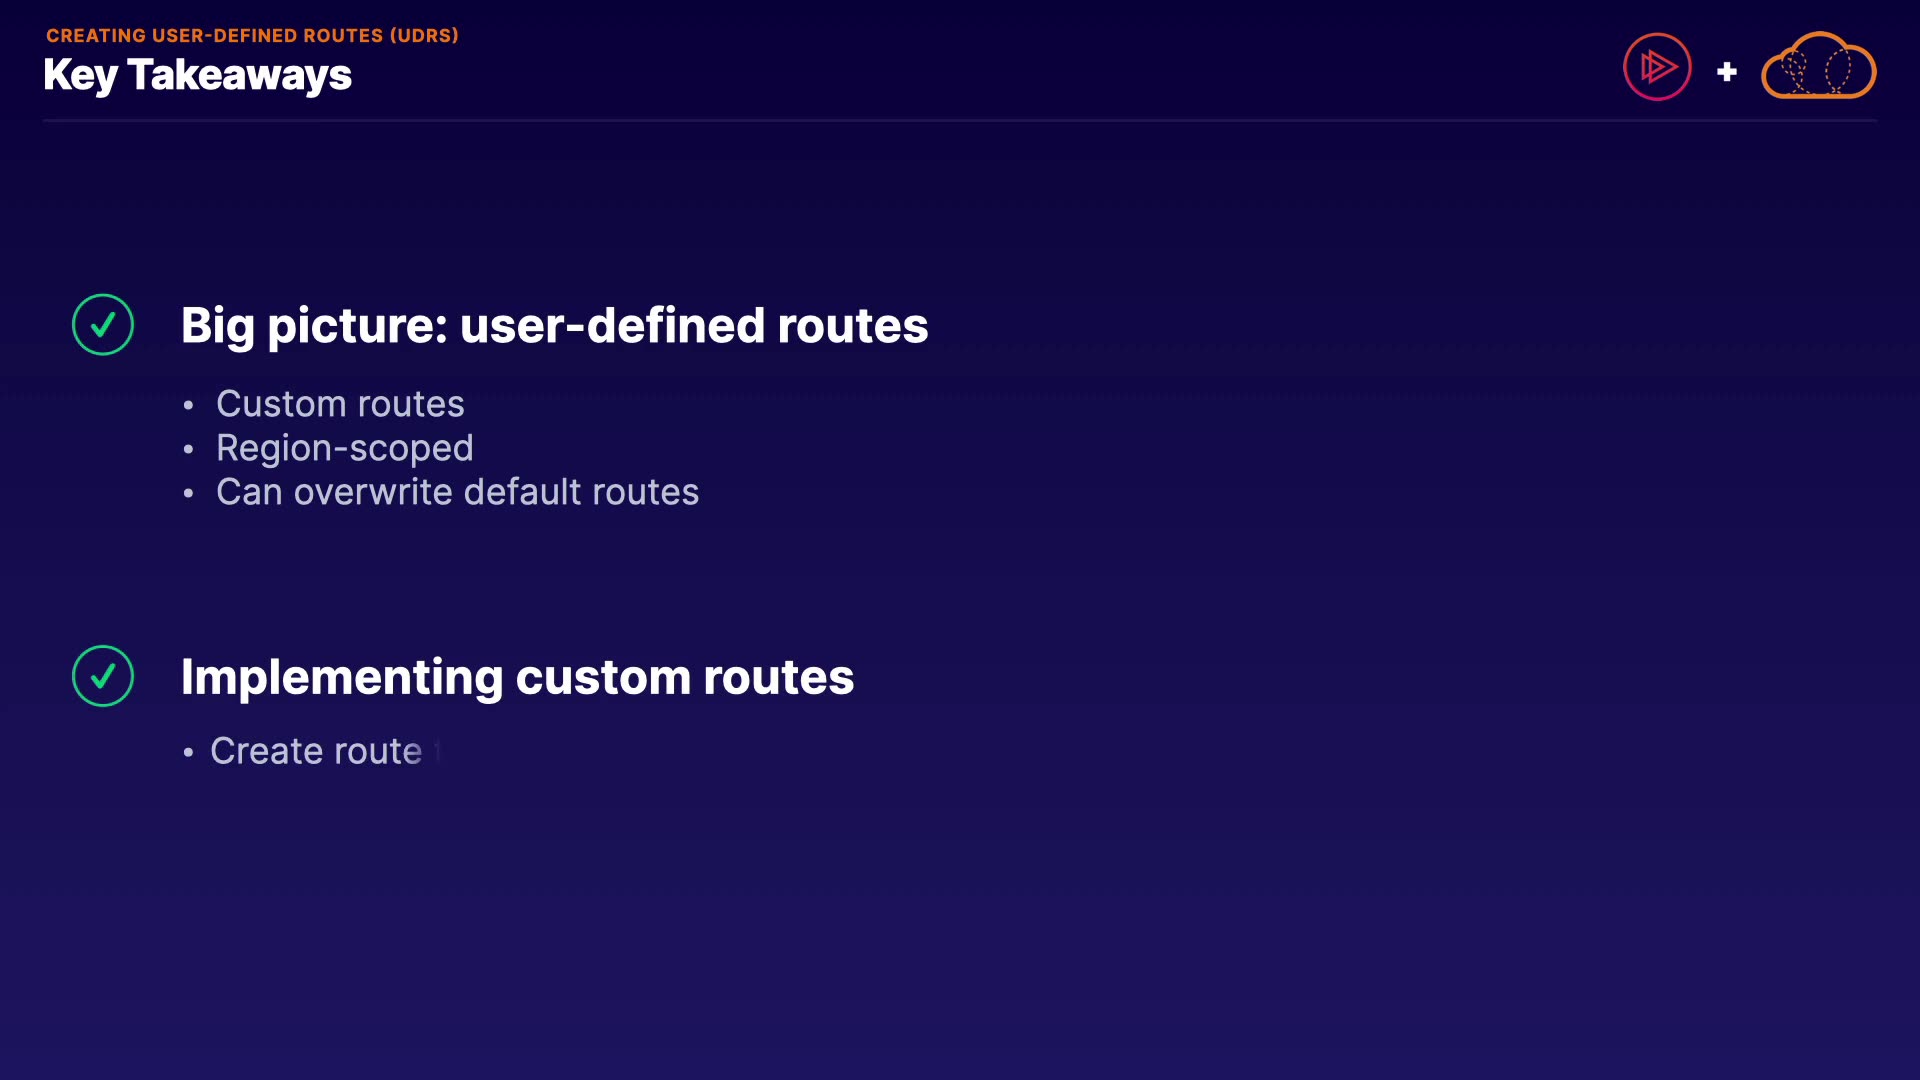 CREATING USER-DEFINED ROUTES (UDRS)
Key Takeaways
Big picture: user-defined routes
• Custom routes
• Region-scoped
• Can overwrite default routes
Implementing custom routes
• Create route